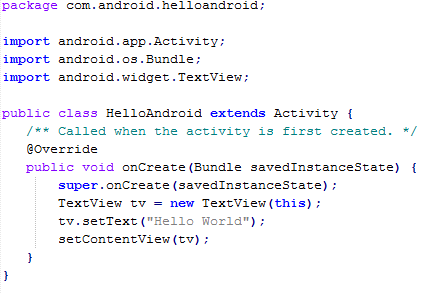 package com.android.helloandroid;
import android.app.Activity;
import android.os.Bundle;
import android.widget.TextView;
public class HelloAndroid extends Activity {
/** Called when the activity is first created. */
@Override
public void onCreate(Bundle savedInstanceState) {
super.onCreate(savedInstanceState);
TextView tv = new TextView(this);
tv.setText("Hello World");
setContentView(tv);
}
}